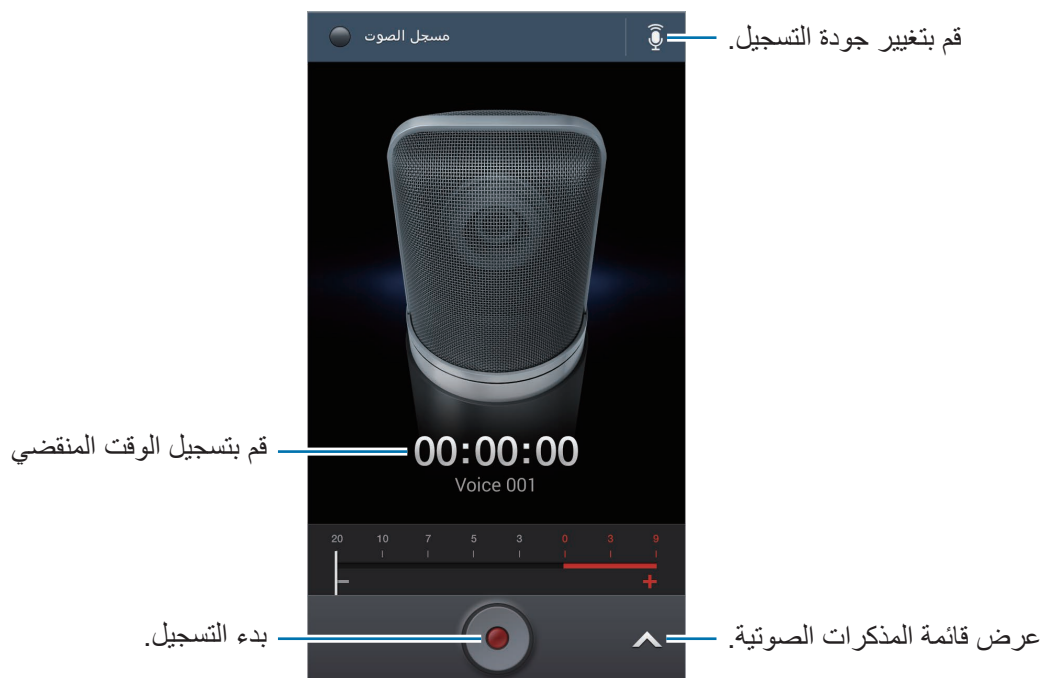 مسجل الصوت
قم بتغيير جودة التسجيل.
قم بتسجيل الوقت المنقضي
00:00:00
Voice 001
20 10 7 5 3 0 3 9
− +
عرض قائمة المذكرات الصوتية.
بدء التسجيل.